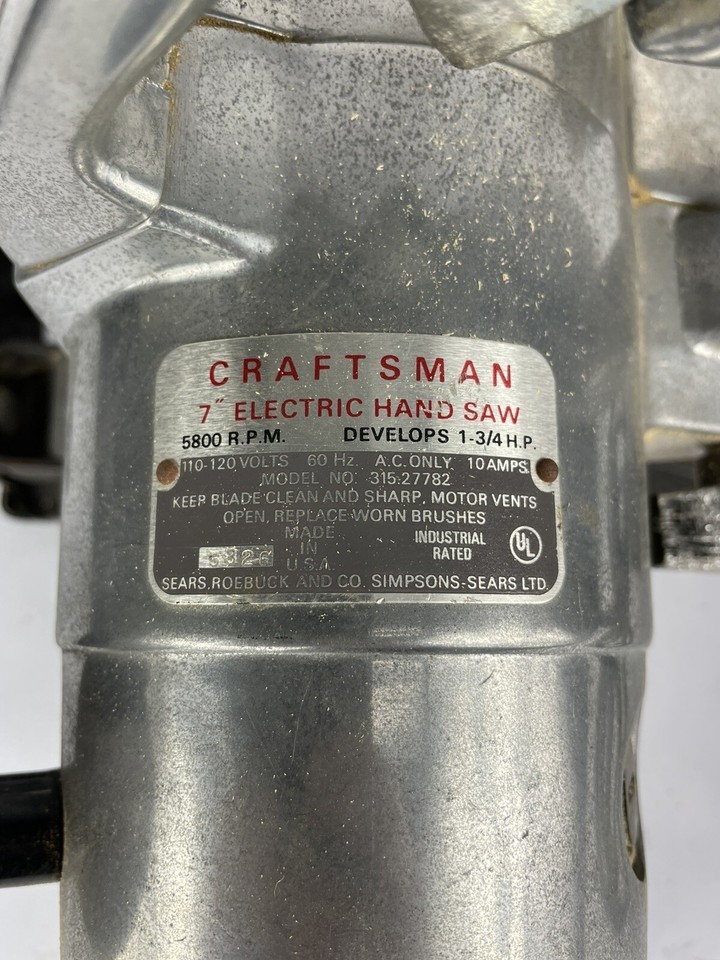 CRAFTSMAN
7" ELECTRIC HAND SAW
5800 R.P.M. DEVELOPS 1-3/4 H.P.
110-120 VOLTS 60 Hz. A.C. ONLY 10 AMPS
MODEL NO. 315.27782
KEEP BLADE CLEAN AND SHARP, MOTOR VENTS
OPEN, REPLACE WORN BRUSHES
MADE
IN
U.S.A.
INDUSTRIAL
RATED
UL
SEARS, ROEBUCK AND CO. SIMPSONS-SEARS LTD.